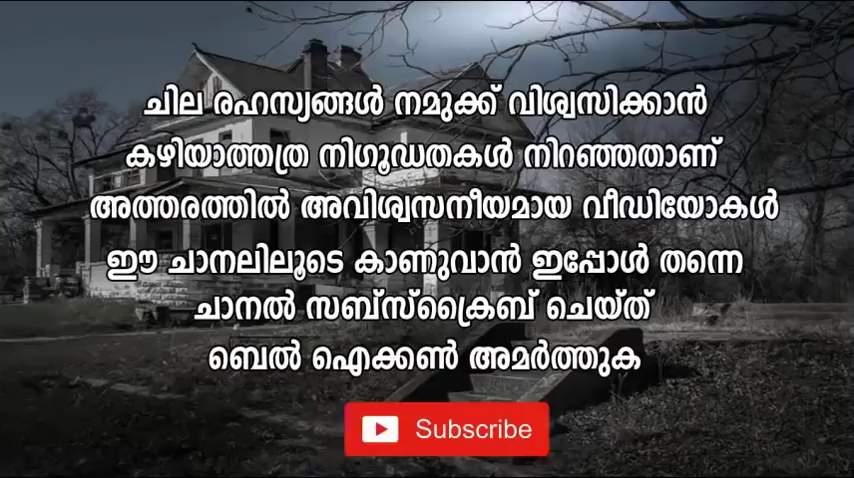 ചില രഹസ്യങ്ങൾ നമുക്ക് വിശ്വസിക്കാൻ
കഴിയാത്തത്ര നിഗൂഡതകൾ നിറഞ്ഞതാണ്
അത്തരത്തിൽ അവിശ്വസനീയമായ വീഡിയോകൾ
ഈ ചാനലിലൂടെ കാണുവാൻ ഇപ്പോൾ തന്നെ
ചാനൽ സബ്സ്ക്രൈബ് ചെയ്ത്
ബെൽ ഐക്കൺ അമർത്തുക
Subscribe